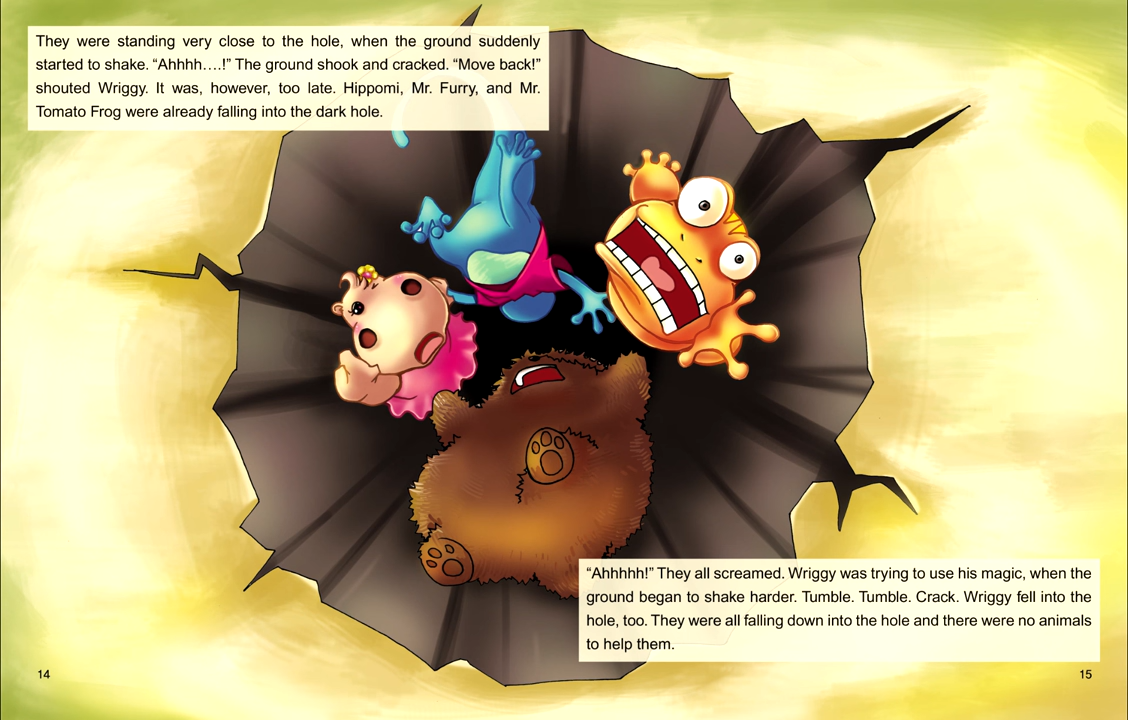 They were standing very close to the hole, when the ground suddenly
started to shake. “Ahhhh….!” The ground shook and cracked. “Move back!”
shouted Wriggy. It was, however, too late. Hippomi, Mr. Furry, and Mr.
Tomato Frog were already falling into the dark hole.
“Ahhhhh!” They all screamed. Wriggy was trying to use his magic, when the
ground began to shake harder. Tumble. Tumble. Crack. Wriggy fell into the
hole, too. They were all falling down into the hole and there were no animals
to help them.
14
15